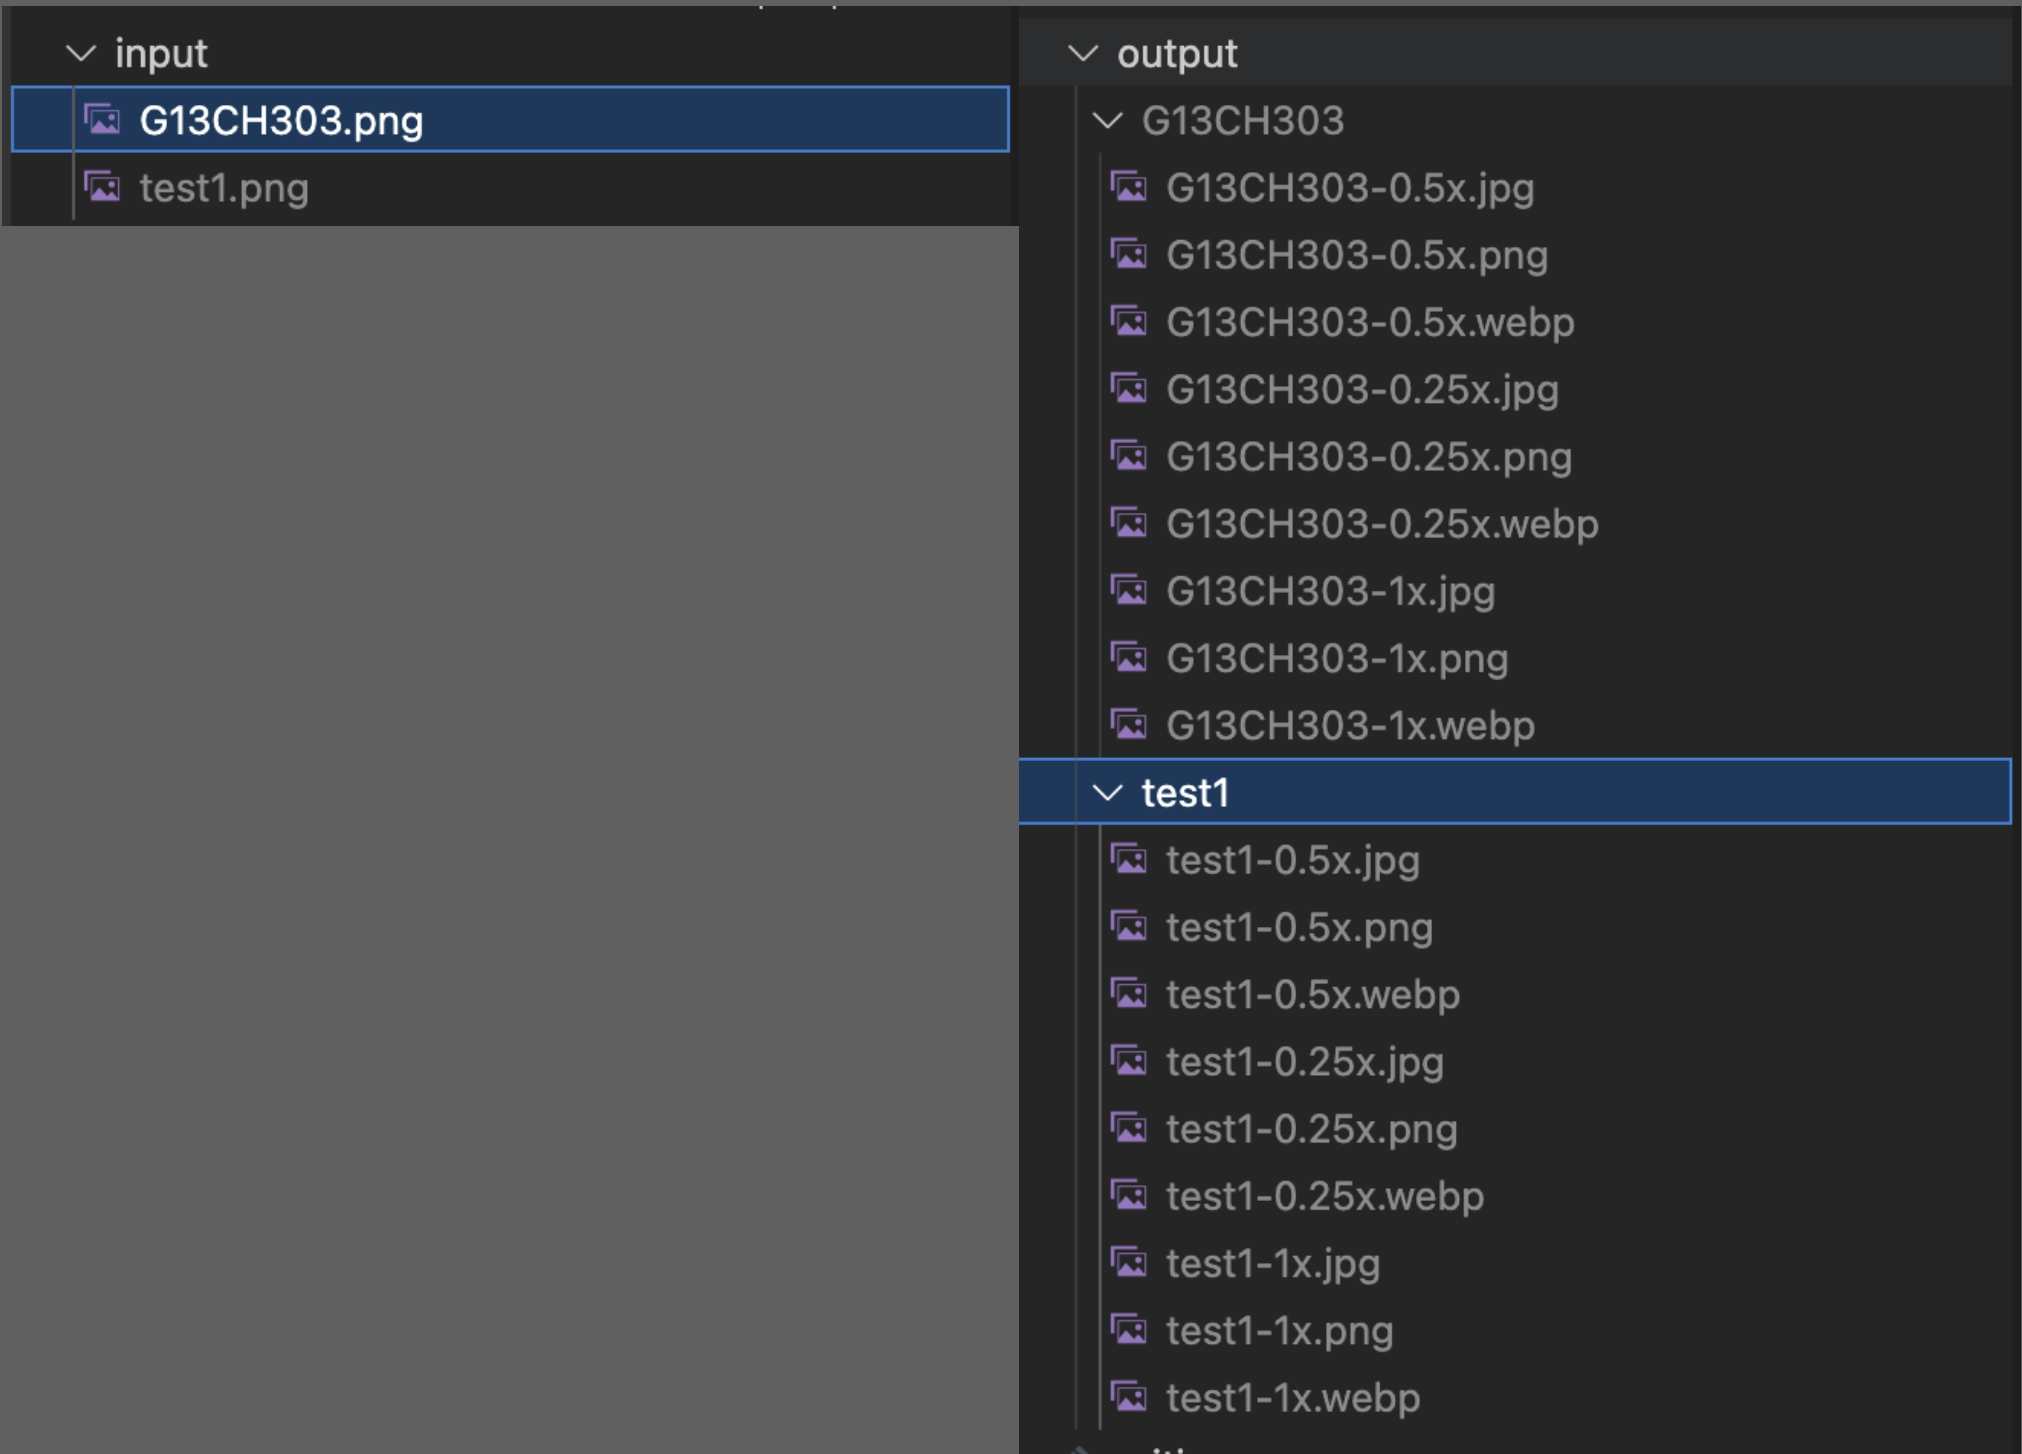 input
G13CH303.png
test1.png
output
G13CH303
G13CH303-0.5x.jpg
G13CH303-0.5x.png
G13CH303-0.5x.webp
G13CH303-0.25x.jpg
G13CH303-0.25x.png
G13CH303-0.25x.webp
G13CH303-1x.jpg
G13CH303-1x.png
G13CH303-1x.webp
test1
test1-0.5x.jpg
test1-0.5x.png
test1-0.5x.webp
test1-0.25x.jpg
test1-0.25x.png
test1-0.25x.webp
test1-1x.jpg
test1-1x.png
test1-1x.webp